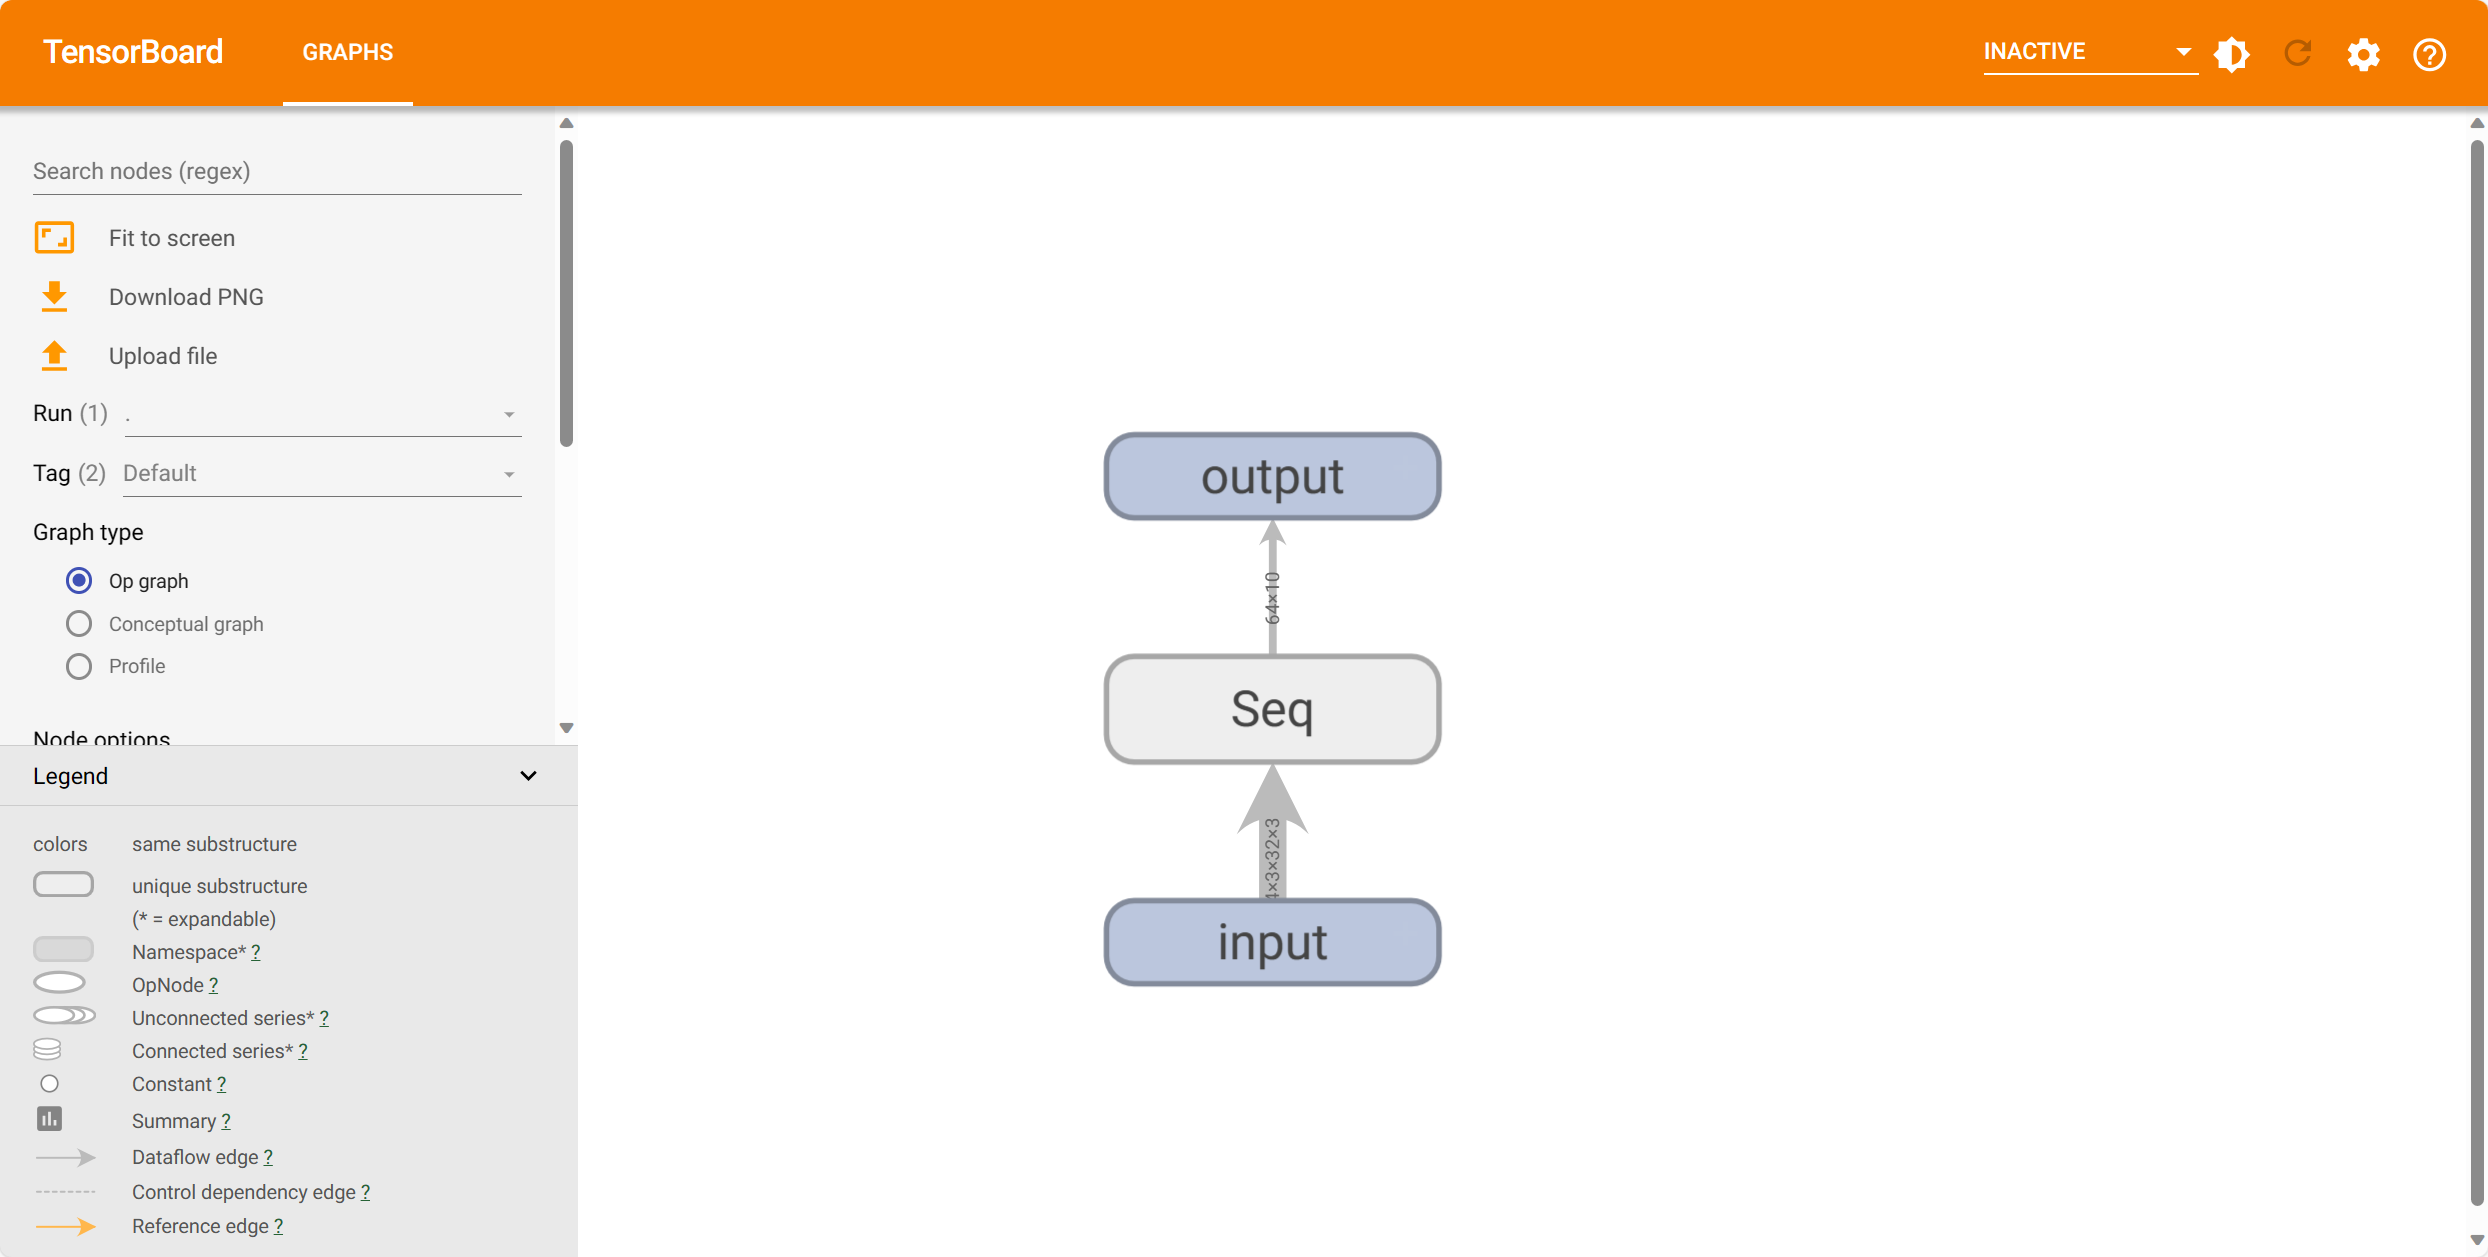 TensorBoard GRAPHS INACTIVE
Search nodes (regex)
Fit to screen
Download PNG
Upload file
Run (1) .
Tag (2) Default
Graph type
Op graph
Conceptual graph
Profile
Node options
Legend
colors same substructure
unique substructure
(* = expandable)
Namespace* ?
OpNode ?
Unconnected series* ?
Connected series* ?
Constant ?
Summary ?
Dataflow edge ?
Control dependency edge ?
Reference edge ?
output
64×10
Seq
4×3×32×3
input